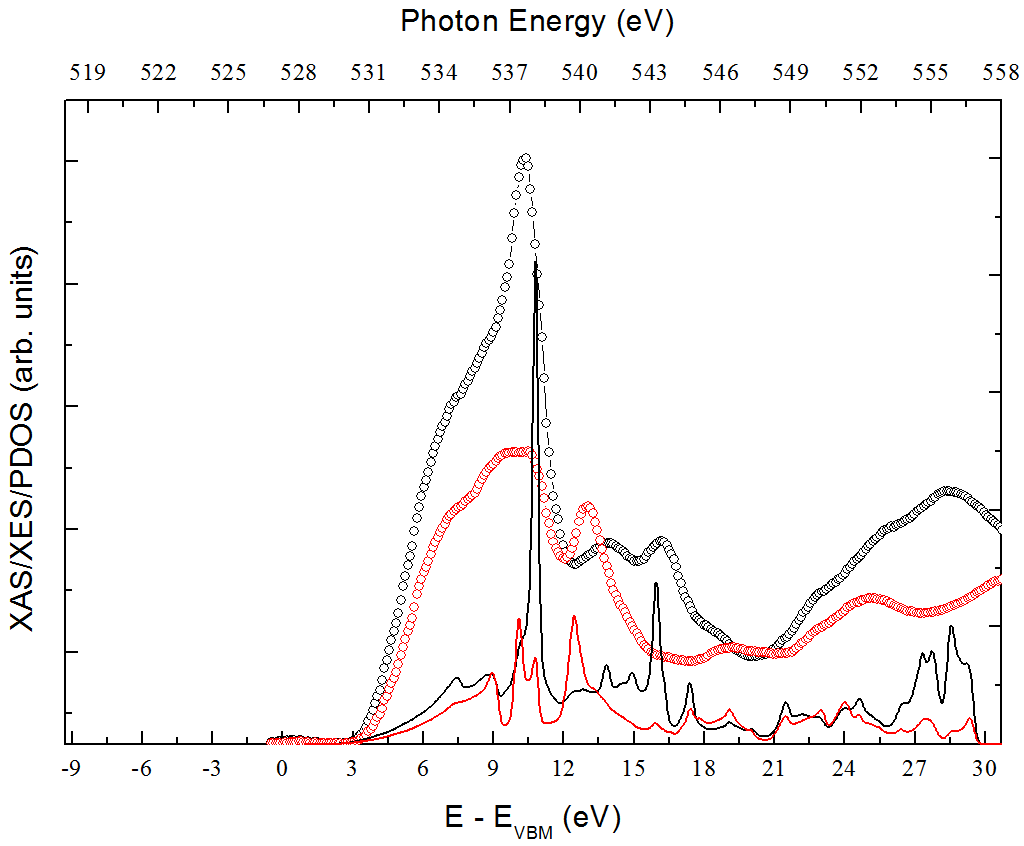 Photon Energy (eV)
519 522 525 528 531 534 537 540 543 546 549 552 555 558
XAS/XES/PDOS (arb. units)
-9 -6 -3 0 3 6 9 12 15 18 21 24 27 30
E - EVBM (eV)